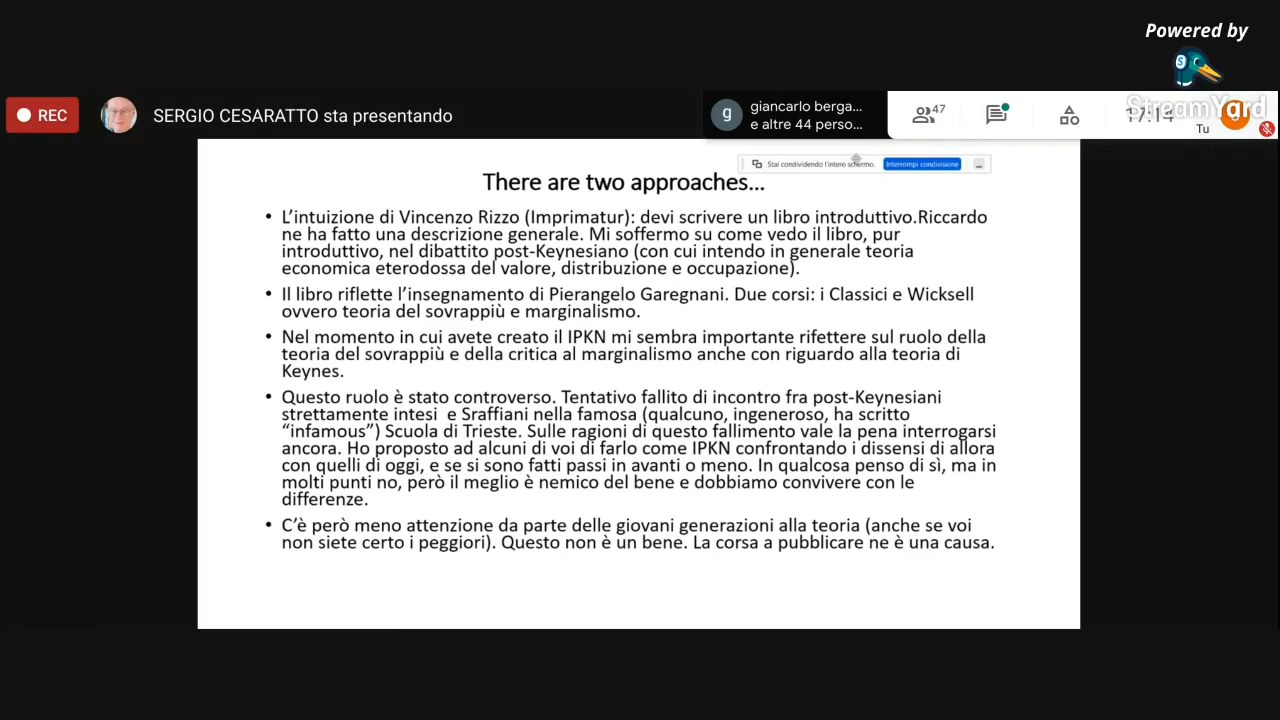 Powered by
StreamYard
REC
SERGIO CESARATTO sta presentando
g
giancarlo berga...
e altre 44 perso...
47
17:14
Tu
Stai condividendo l'intero schermo.
Interrompi condivisione
There are two approaches...
• L'intuizione di Vincenzo Rizzo (Imprimatur): devi scrivere un libro introduttivo.Riccardo
ne ha fatto una descrizione generale. Mi soffermo su come vedo il libro, pur
introduttivo, nel dibattito post-Keynesiano (con cui intendo in generale teoria
economica eterodossa del valore, distribuzione e occupazione).
• Il libro riflette l'insegnamento di Pierangelo Garegnani. Due corsi: i Classici e Wicksell
ovvero teoria del sovrappiù e marginalismo.
• Nel momento in cui avete creato il IPKN mi sembra importante rifettere sul ruolo della
teoria del sovrappiù e della critica al marginalismo anche con riguardo alla teoria di
Keynes.
• Questo ruolo è stato controverso. Tentativo fallito di incontro fra post-Keynesiani
strettamente intesi e Sraffiani nella famosa (qualcuno, ingeneroso, ha scritto
“infamous”) Scuola di Trieste. Sulle ragioni di questo fallimento vale la pena interrogarsi
ancora. Ho proposto ad alcuni di voi di farlo come IPKN confrontando i dissensi di allora
con quelli di oggi, e se si sono fatti passi in avanti o meno. In qualcosa penso di sì, ma in
molti punti no, però il meglio è nemico del bene e dobbiamo convivere con le
differenze.
• C'è però meno attenzione da parte delle giovani generazioni alla teoria (anche se voi
non siete certo i peggiori). Questo non è un bene. La corsa a pubblicare ne è una causa.